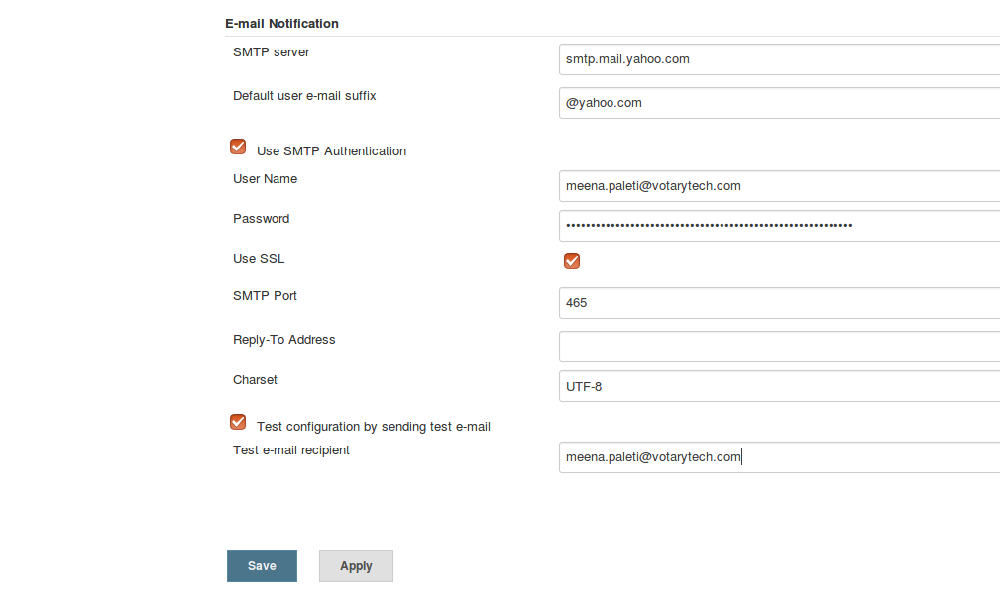 E-mail Notification
SMTP server
smtp.mail.yahoo.com
Default user e-mail suffix
@yahoo.com
Use SMTP Authentication
User Name
meena.paleti@votarytech.com
Password
••••••••••••••••••••••••••••••••••••••••••••••••••••••••••
Use SSL
SMTP Port
465
Reply-To Address
Charset
UTF-8
Test configuration by sending test e-mail
Test e-mail recipient
meena.paleti@votarytech.com
Save
Apply